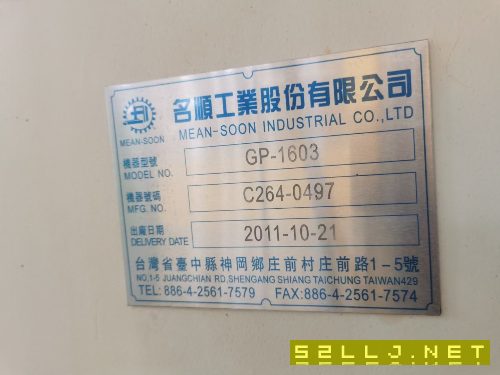 名順工業股份有限公司
MEAN-SOON INDUSTRIAL CO.,LTD
MEAN-SOON
機器型號
MODEL NO.
GP-1603
機器號碼
MFG. NO.
C264-0497
出廠日期
DELIVERY DATE
2011-10-21
台灣省臺中縣神岡鄉庄前村庄前路1-5號
NO.1-5 JUANGCHIAN RD,SHENGANG SHIANG TAICHUNG TAIWAN429
TEL: 886-4-2561-7579 FAX:886-4-2561-7574
52LLJ.NET